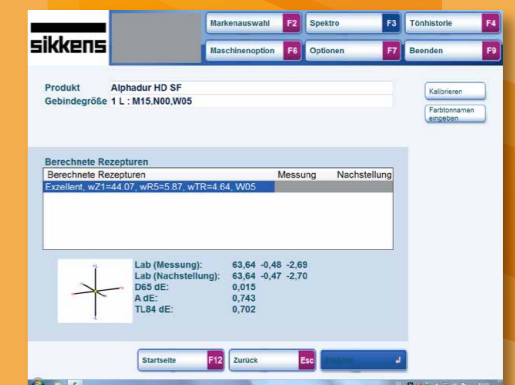 sikkens
Markenauswahl F2 Spektro F3 Tönhistorie F4
Maschinenoption F6 Optionen F7 Beenden F9
Produkt Alphadur HD SF
Gebindegröße 1 L : M15,N00,W05
Kalibrieren
Farbtonnamen
eingeben
Berechnete Rezepturen
Berechnete Rezepturen Messung Nachstellung
Exzellent, wZ1=44.07, wR5=5.87, wTR=4.64, W05
Lab (Messung): 63,64 -0,48 -2,69
Lab (Nachstellung): 63,64 -0,47 -2,70
D65 dE: 0,015
A dE: 0,743
TL84 dE: 0,702
Startseite F12 Zurück Esc